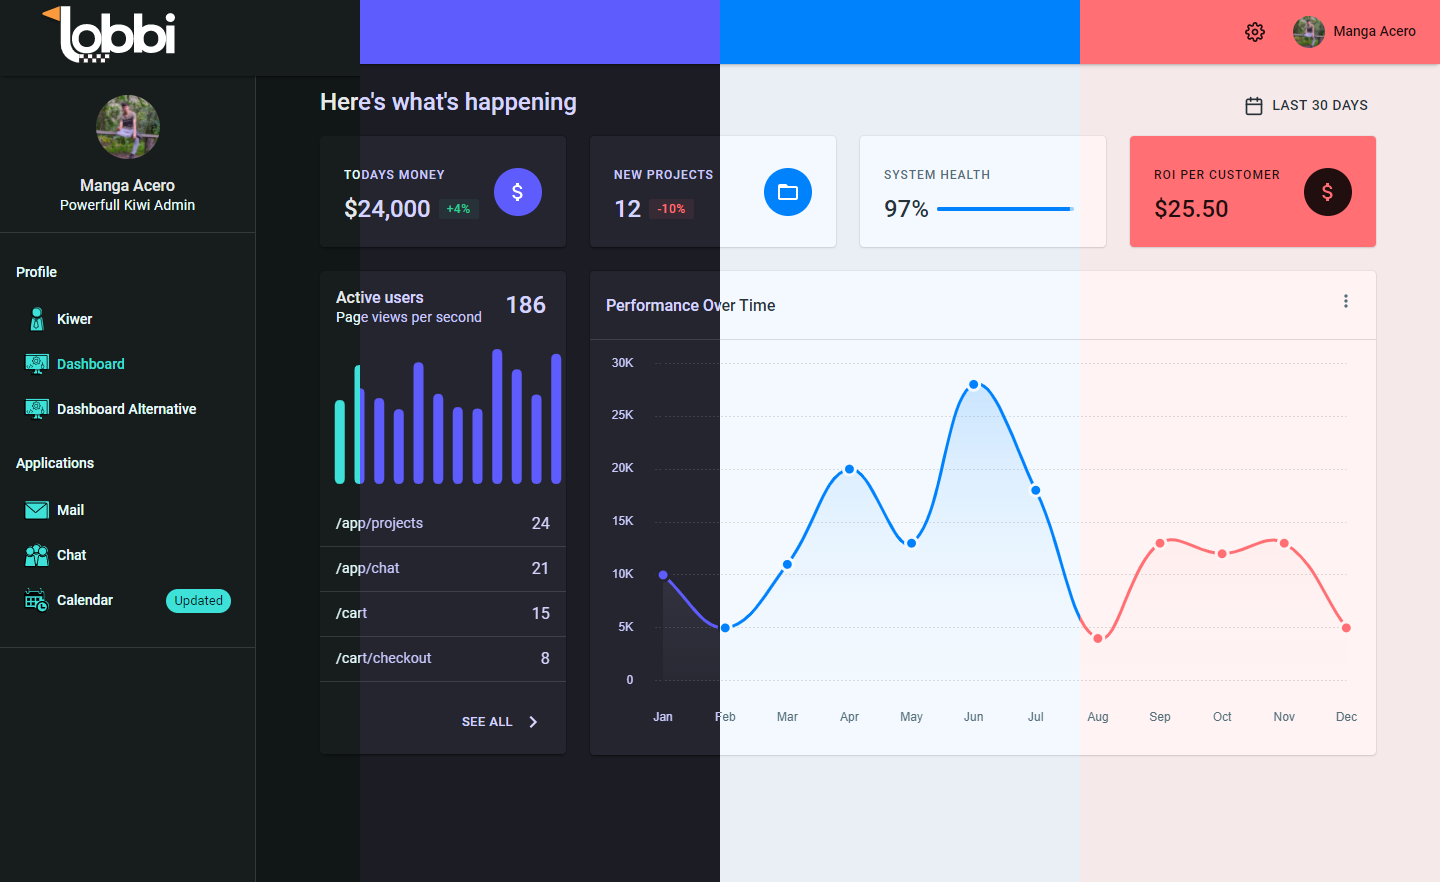 lobbi
Manga Acero
Manga Acero
Powerfull Kiwi Admin
Profile
Kiwer
Dashboard
Dashboard Alternative
Applications
Mail
Chat
Calendar
Updated
Here's what's happening
LAST 30 DAYS
TODAYS MONEY
$24,000
+4%
$
NEW PROJECTS
12
-10%
SYSTEM HEALTH
97%
ROI PER CUSTOMER
$25.50
$
Active users
Page views per second
186
/app/projects
24
/app/chat
21
/cart
15
/cart/checkout
8
SEE ALL
Performance Over Time
30K
25K
20K
15K
10K
5K
0
Jan Feb Mar Apr May Jun Jul Aug Sep Oct Nov Dec